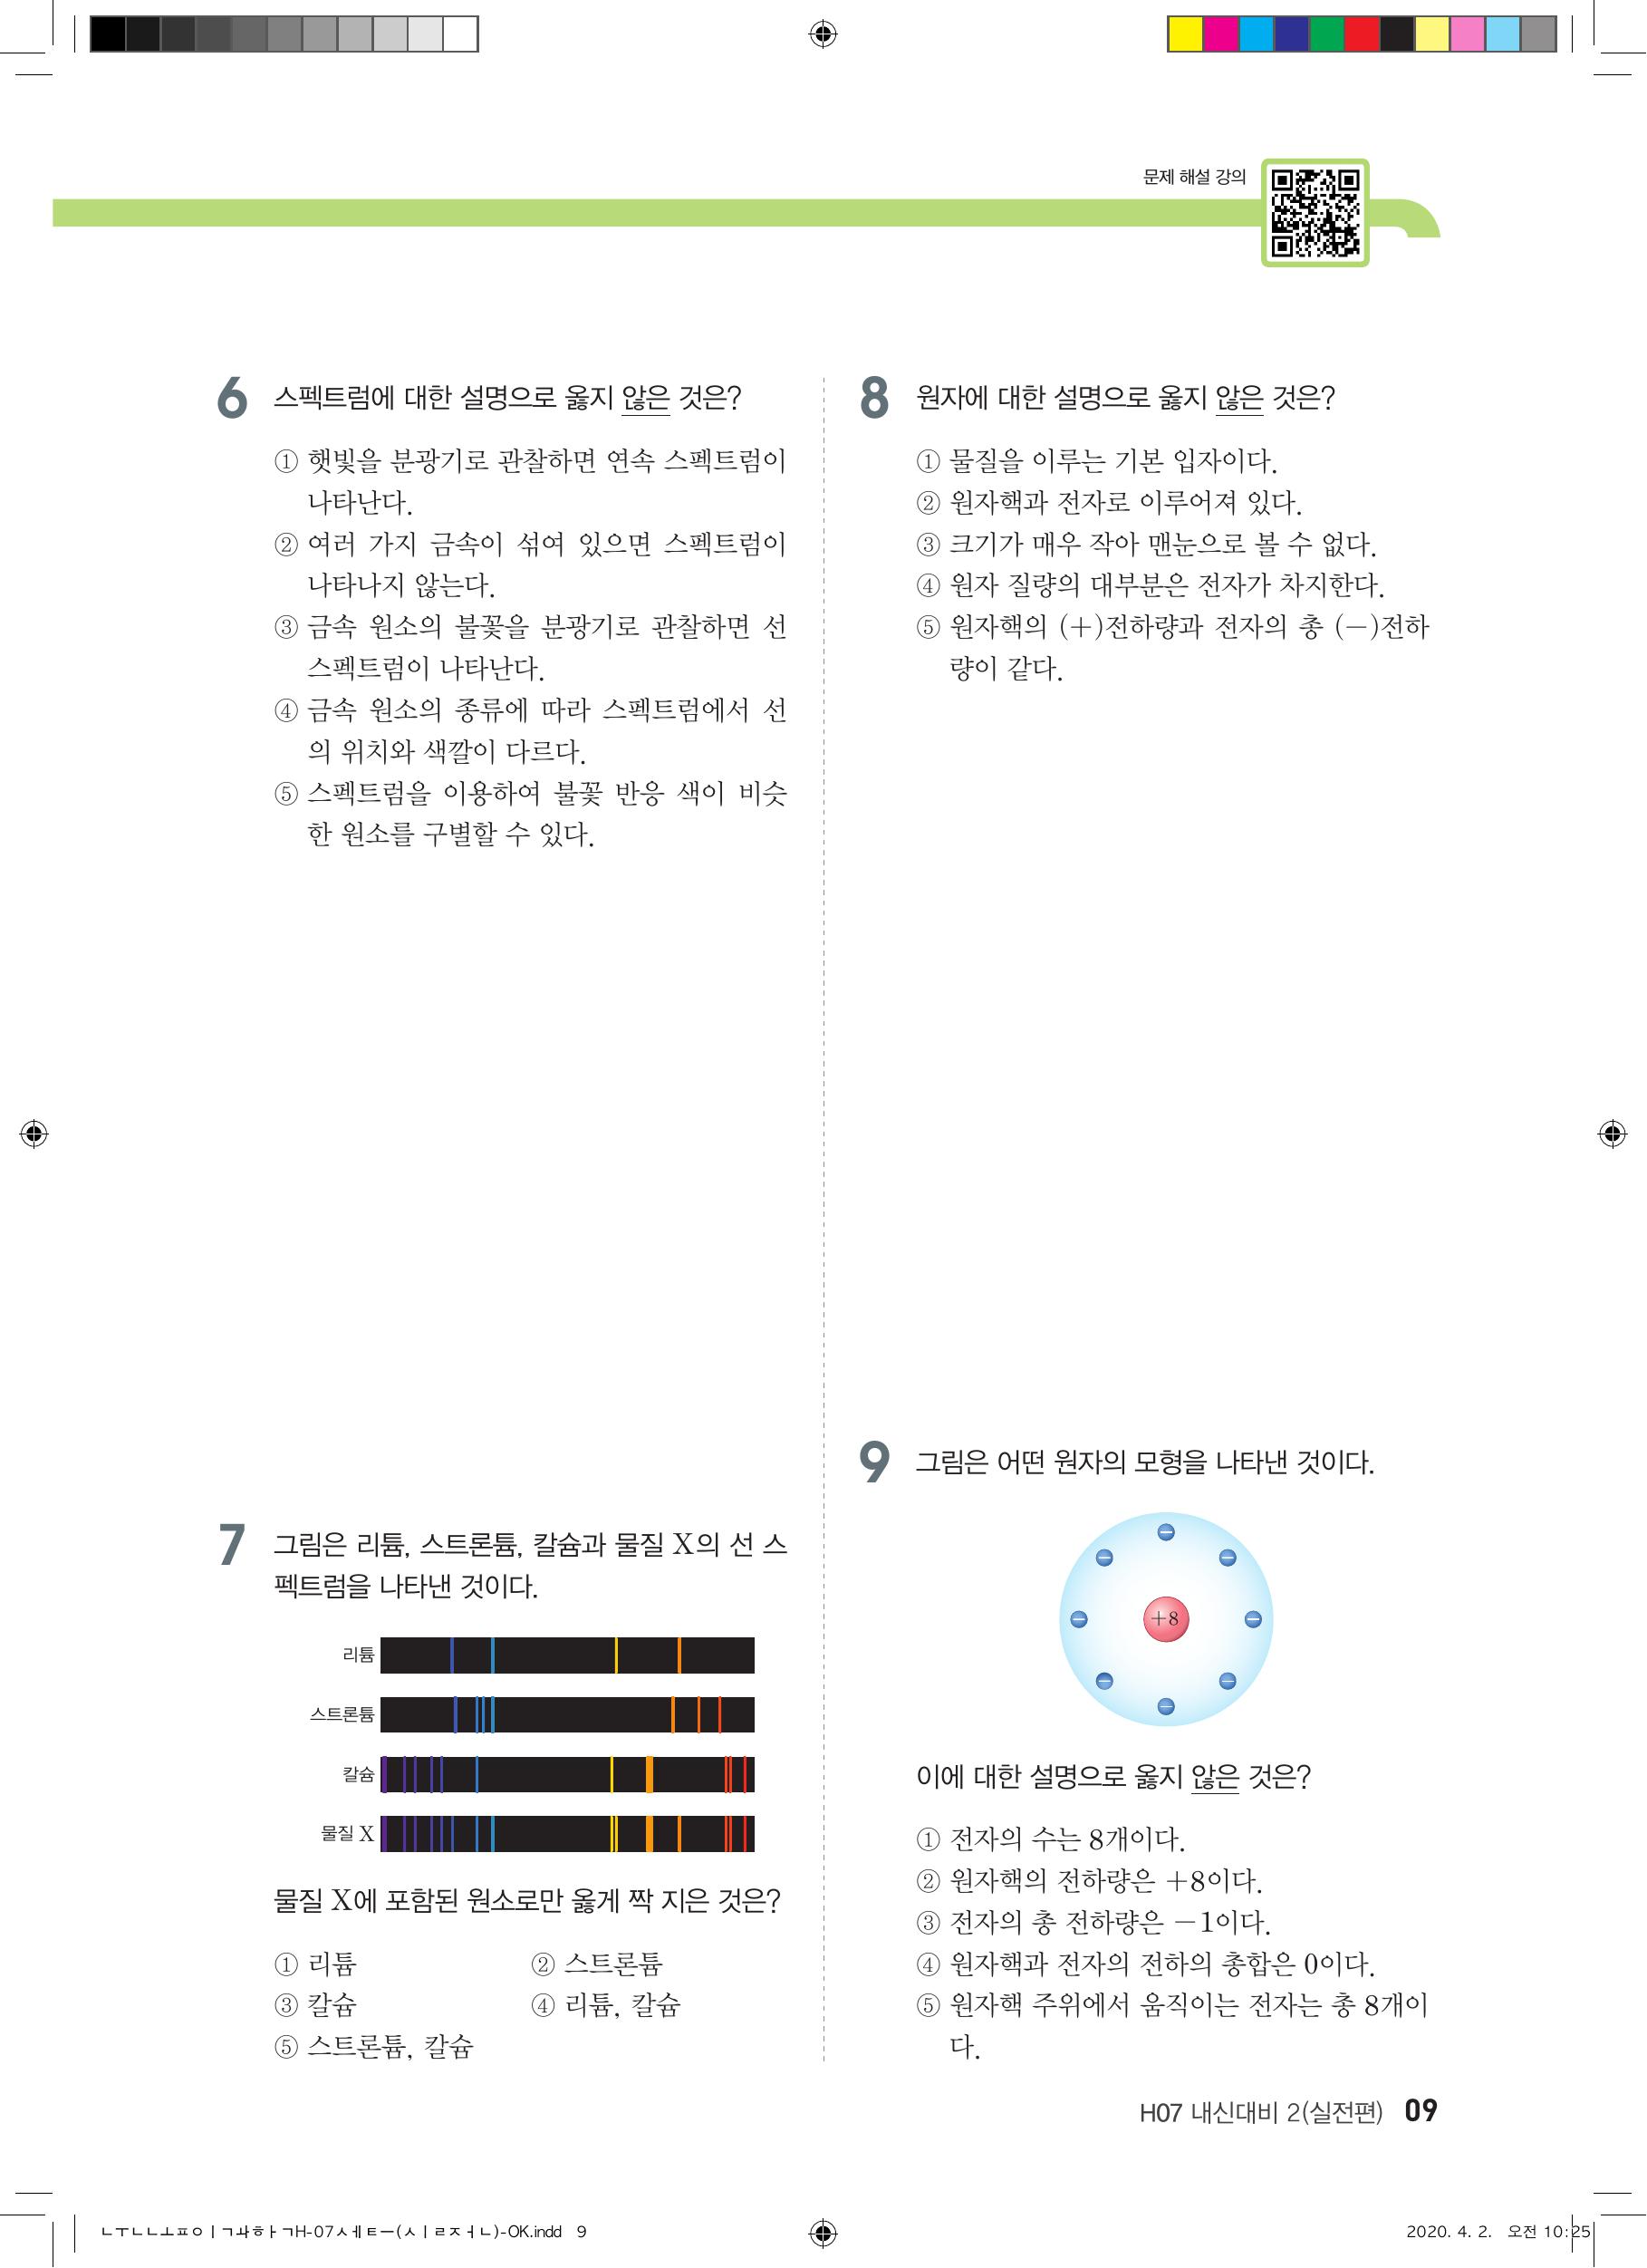 문제 해설 강의
6 스펙트럼에 대한 설명으로 옳지 않은 것은?
① 햇빛을 분광기로 관찰하면 연속 스펙트럼이
나타난다.
② 여러 가지 금속이 섞여 있으면 스펙트럼이
나타나지 않는다.
③ 금속 원소의 불꽃을 분광기로 관찰하면 선
스펙트럼이 나타난다.
④ 금속 원소의 종류에 따라 스펙트럼에서 선
의 위치와 색깔이 다르다.
⑤ 스펙트럼을 이용하여 불꽃 반응 색이 비슷
한 원소를 구별할 수 있다.
7 그림은 리튬, 스트론튬, 칼슘과 물질 X의 선 스
펙트럼을 나타낸 것이다.
리튬
스트론튬
칼슘
물질 X
물질 X에 포함된 원소로만 옳게 짝 지은 것은?
① 리튬 ② 스트론튬
③ 칼슘 ④ 리튬, 칼슘
⑤ 스트론튬, 칼슘
8 원자에 대한 설명으로 옳지 않은 것은?
① 물질을 이루는 기본 입자이다.
② 원자핵과 전자로 이루어져 있다.
③ 크기가 매우 작아 맨눈으로 볼 수 없다.
④ 원자 질량의 대부분은 전자가 차지한다.
⑤ 원자핵의 (+)전하량과 전자의 총 (-)전하
량이 같다.
9 그림은 어떤 원자의 모형을 나타낸 것이다.
+8
이에 대한 설명으로 옳지 않은 것은?
① 전자의 수는 8개이다.
② 원자핵의 전하량은 +8이다.
③ 전자의 총 전하량은 -1이다.
④ 원자핵과 전자의 전하의 총합은 0이다.
⑤ 원자핵 주위에서 움직이는 전자는 총 8개이
다.
H07 내신대비 2(실전편) 09
ㄴㅜㄴㄴㅗㅍㅇㅣㄱㅘㅎㅏㄱH-07ㅅㅔㅌㅡ(ㅅㅣㄹㅈㅓㄴ)-OK.indd 9
2020. 4. 2. 오전 10:25